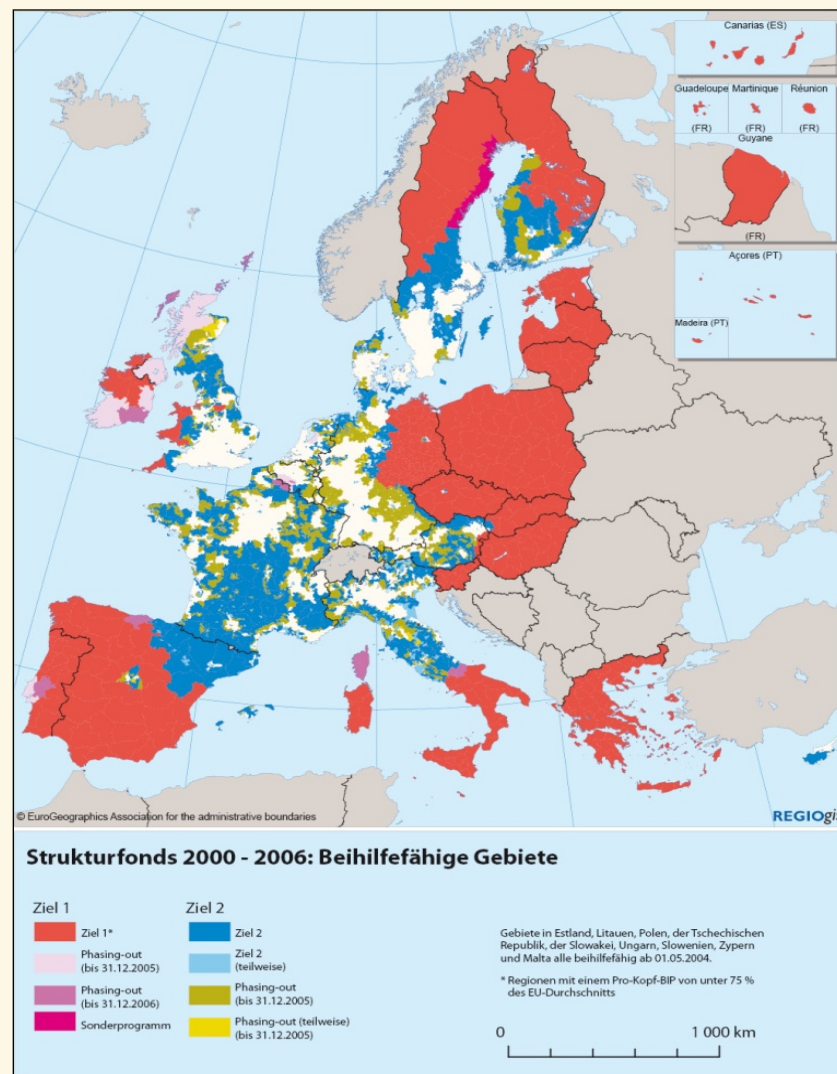 Canarias (ES)
Guadeloupe Martinique Réunion
(FR) (FR) (FR)
Guyane
(FR)
Açores (PT)
Madeira (PT)
© EuroGeographics Association for the administrative boundaries
REGIOgis
Strukturfonds 2000 - 2006: Beihilfefähige Gebiete
Ziel 1
Ziel 1*
Phasing-out
(bis 31.12.2005)
Phasing-out
(bis 31.12.2006)
Sonderprogramm
Ziel 2
Ziel 2
Ziel 2
(teilweise)
Phasing-out
(bis 31.12.2005)
Phasing-out (teilweise)
(bis 31.12.2005)
Gebiete in Estland, Litauen, Polen, der Tschechischen
Republik, der Slowakei, Ungarn, Slowenien, Zypern
und Malta alle beihilfefähig ab 01.05.2004.
* Regionen mit einem Pro-Kopf-BIP von unter 75 %
des EU-Durchschnitts
0 1 000 km